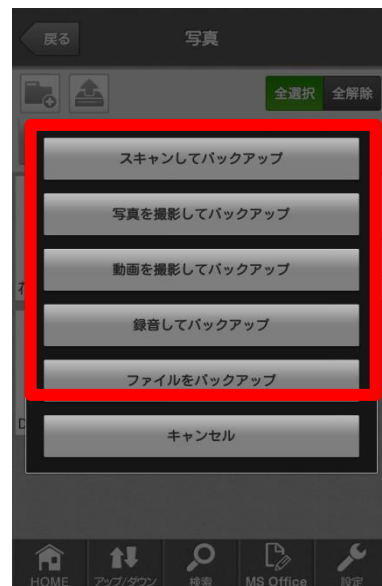 戻る
写真
全選択
全解除
スキャンしてバックアップ
写真を撮影してバックアップ
動画を撮影してバックアップ
録音してバックアップ
ファイルをバックアップ
キャンセル
D
HOME
アップ/ダウン
検索
MS Office
設定